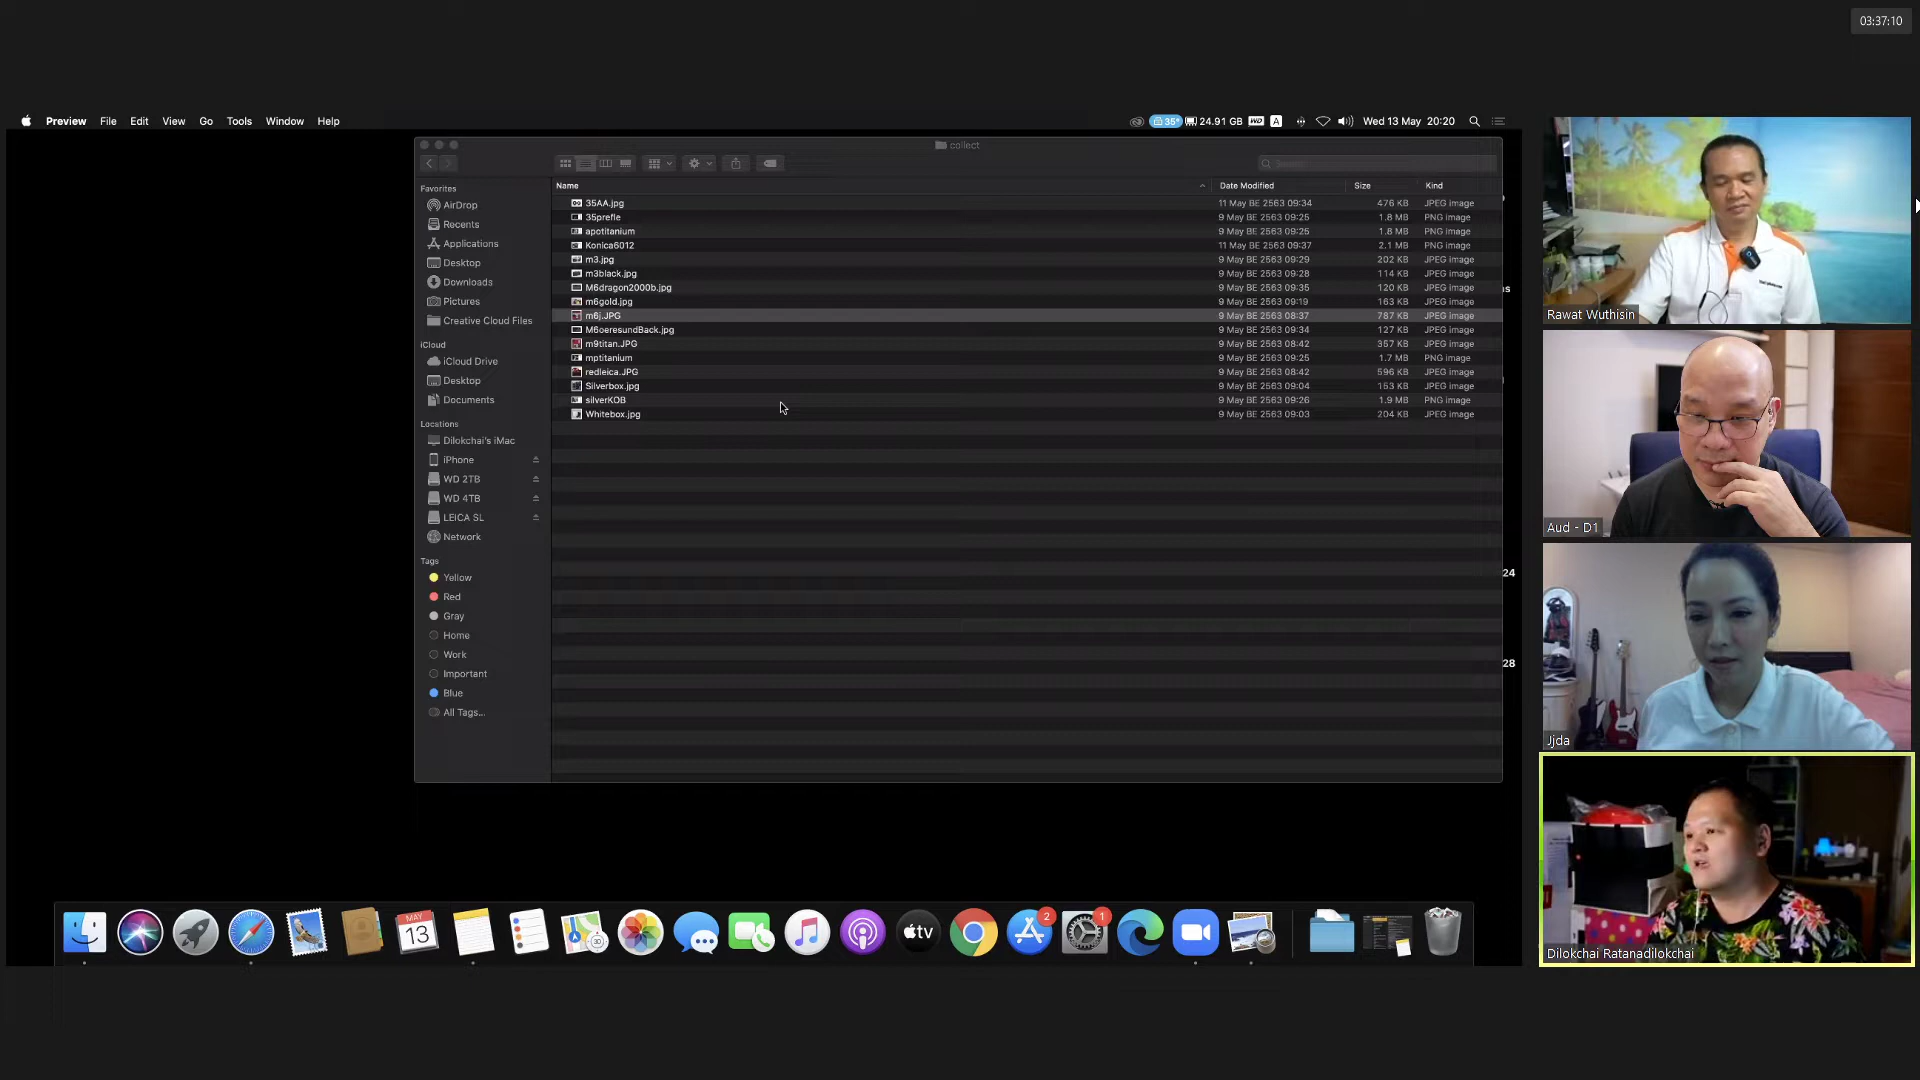 03:37:10
Preview File Edit View Go Tools Window Help
35° 24.91 GB WD A Wed 13 May 20:20
collect
Search
Favorites
AirDrop
Recents
Applications
Desktop
Downloads
Pictures
Creative Cloud Files
iCloud
iCloud Drive
Desktop
Documents
Locations
Dilokchai's iMac
iPhone
WD 2TB
WD 4TB
LEICA SL
Network
Tags
Yellow
Red
Gray
Home
Work
Important
Blue
All Tags...
Name Date Modified Size Kind
35AA.jpg 11 May BE 2563 09:34 476 KB JPEG image
35prefle 9 May BE 2563 09:25 1.8 MB PNG image
apotitanium 9 May BE 2563 09:25 1.8 MB PNG image
Konica6012 11 May BE 2563 09:37 2.1 MB PNG image
m3.jpg 9 May BE 2563 09:29 202 KB JPEG image
m3black.jpg 9 May BE 2563 09:28 114 KB JPEG image
M6dragon2000b.jpg 9 May BE 2563 09:35 120 KB JPEG image
m6gold.jpg 9 May BE 2563 09:19 163 KB JPEG image
m6j.JPG 9 May BE 2563 08:37 787 KB JPEG image
M6oeresundBack.jpg 9 May BE 2563 09:34 127 KB JPEG image
m9titan.JPG 9 May BE 2563 08:42 357 KB JPEG image
mptitanium 9 May BE 2563 09:25 1.7 MB PNG image
redleica.JPG 9 May BE 2563 08:42 596 KB JPEG image
Silverbox.jpg 9 May BE 2563 09:04 153 KB JPEG image
silverKOB 9 May BE 2563 09:26 1.9 MB PNG image
Whitebox.jpg 9 May BE 2563 09:03 204 KB JPEG image
24
28
MAY
13
tv
2
1
Rawat Wuthisin
Aud - D1
Jjda
Dilokchai Ratanadilokchai